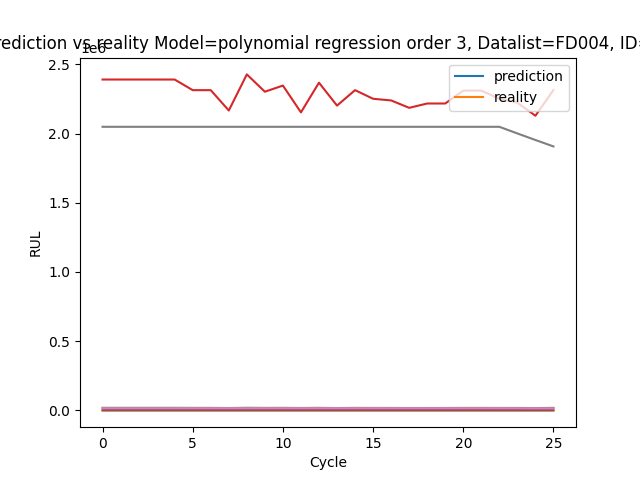 rediction vs reality Model=polynomial regression order 3, Datalist=FD004, ID=
1e6
2.5
2.0
1.5
1.0
0.5
0.0
RUL
0 5 10 15 20 25
Cycle
prediction
reality